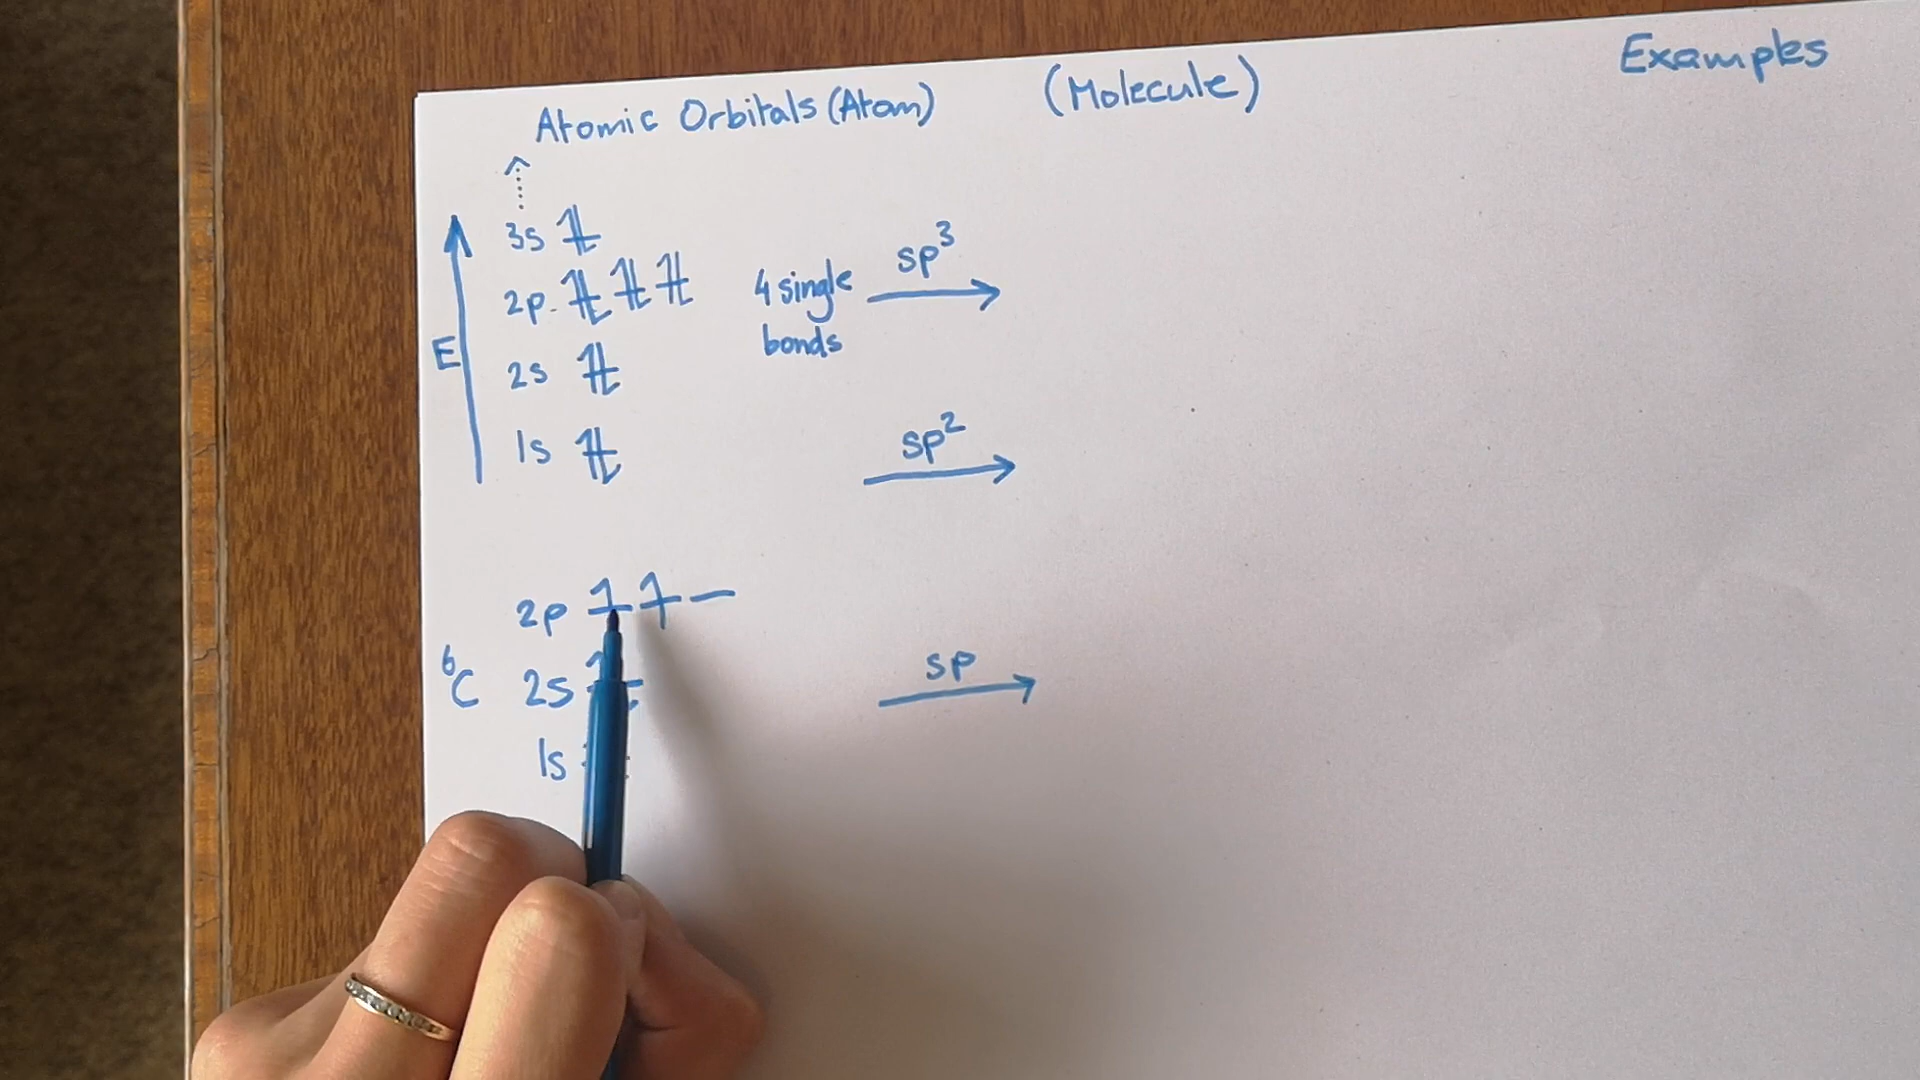 Atomic Orbitals (Atom) (Molecule) Examples
3s
2p
2s
1s
E
4 single
bonds
sp³
sp²
2p
⁶C 2s
1s
sp